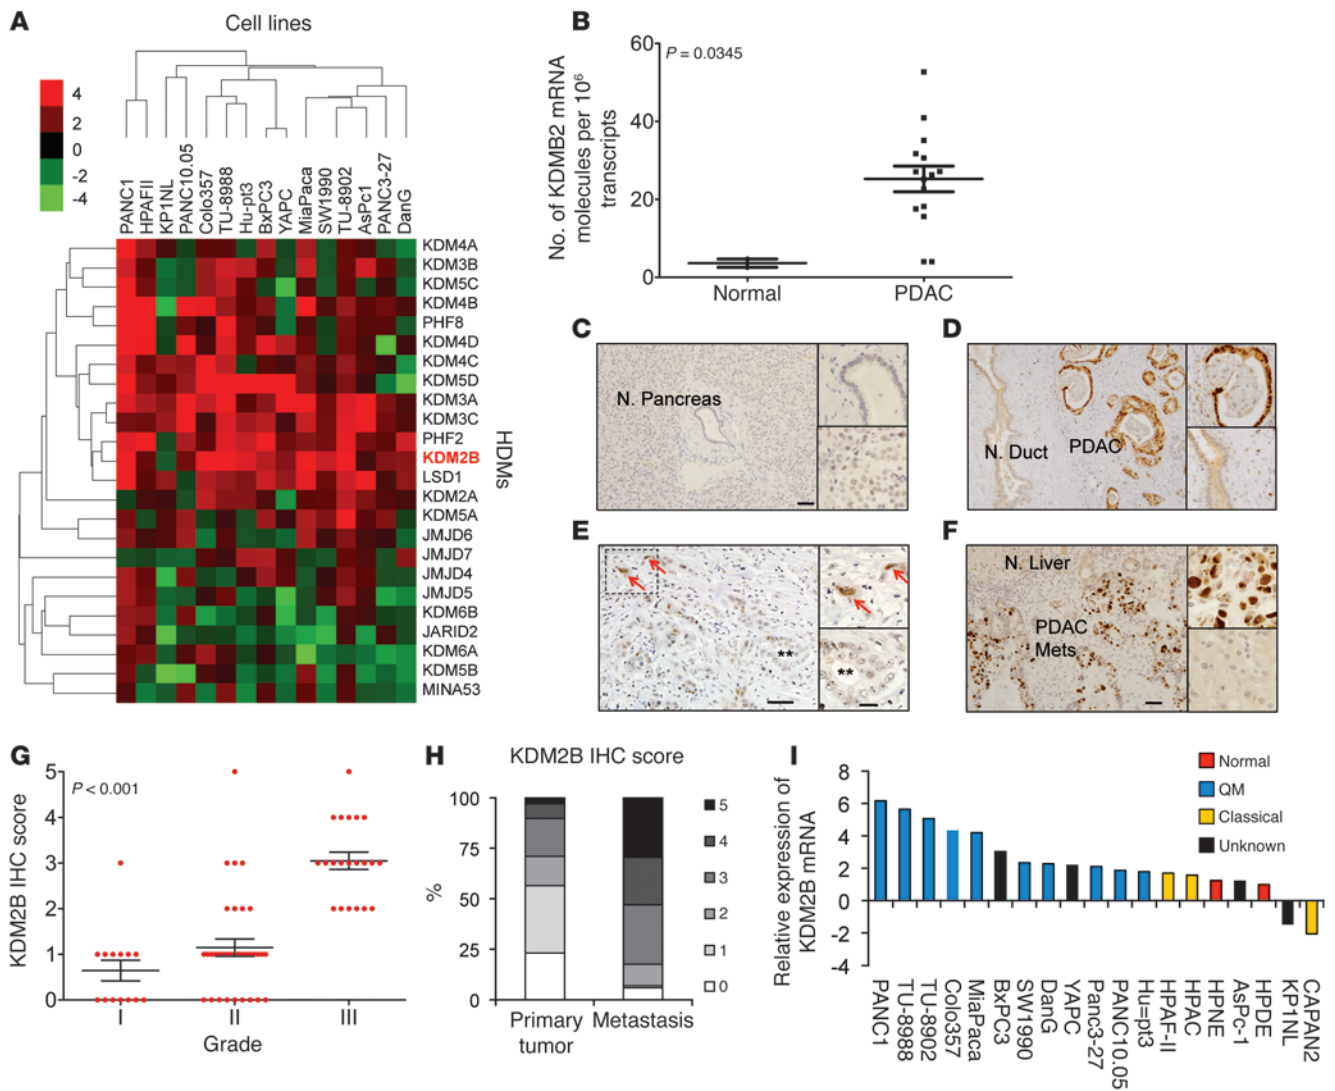 A
Cell lines
4
2
0
-2
-4
PANC1
HPAFII
KP1NL
PANC10.05
Colo357
TU-8988
Hu-pt3
BxPC3
YAPC
MiaPaca
SW1990
TU-8902
AsPc1
PANC3-27
DanG
KDM4A
KDM3B
KDM5C
KDM4B
PHF8
KDM4D
KDM4C
KDM5D
KDM3A
KDM3C
PHF2
KDM2B
LSD1
KDM2A
KDM5A
JMJD6
JMJD7
JMJD4
JMJD5
KDM6B
JARID2
KDM6A
KDM5B
MINA53
HDMs
B
P = 0.0345
No. of KDMB2 mRNA
molecules per 10⁶
transcripts
60
40
20
0
Normal
PDAC
C
N. Pancreas
D
N. Duct
PDAC
E
**
**
F
N. Liver
PDAC
Mets
G
P < 0.001
KDM2B IHC score
5
4
3
2
1
0
I
II
III
Grade
H
KDM2B IHC score
%
100
75
50
25
0
Primary
tumor
Metastasis
5
4
3
2
1
0
I
Relative expression of
KDM2B mRNA
8
6
4
2
0
-2
-4
Normal
QM
Classical
Unknown
PANC1
TU-8988
TU-8902
Colo357
MiaPaca
BxPC3
SW1990
DanG
YAPC
Panc3-27
PANC10.05
Hu=pt3
HPAF-II
HPAC
HPNE
AsPc-1
HPDE
KP1NL
CAPAN2